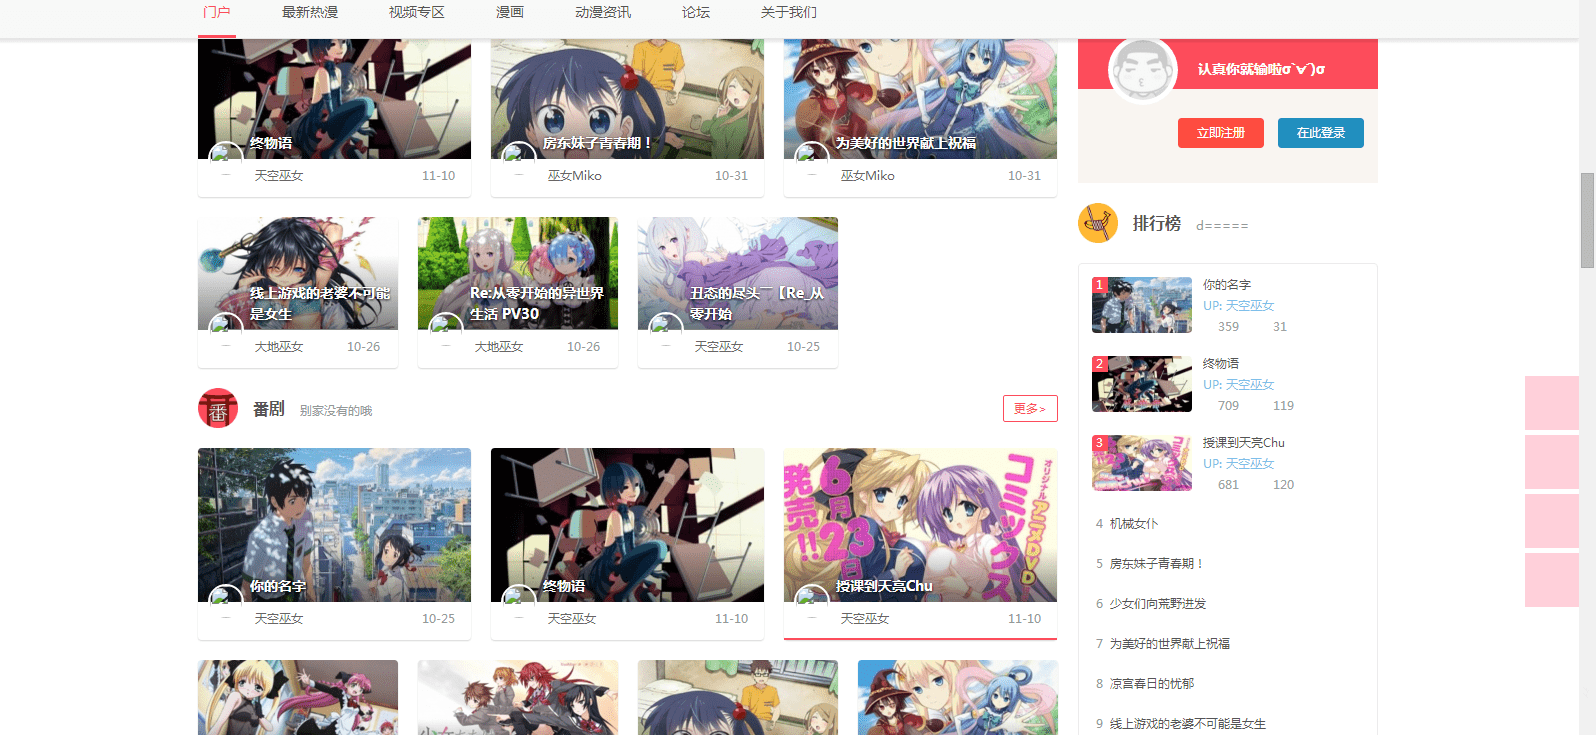 门户 最新热漫 视频专区 漫画 动漫资讯 论坛 关于我们
认真你就输啦σ`∀´)σ
立即注册 在此登录
终物语
天空巫女 11-10
房东妹子青春期！
巫女Miko 10-31
为美好的世界献上祝福
巫女Miko 10-31
线上游戏的老婆不可能
是女生
大地巫女 10-26
Re:从零开始的异世界
生活 PV30
大地巫女 10-26
丑态的尽头￣【Re_从
零开始
天空巫女 10-25
番
番剧 别家没有的哦
更多>
你的名字
天空巫女 10-25
终物语
天空巫女 11-10
コミックス
オリジナルアニメDVD
6月23日
発売!!
授课到天亮Chu
天空巫女 11-10
排行榜 d=====
1 你的名字
UP: 天空巫女
359 31
2 终物语
UP: 天空巫女
709 119
3 授课到天亮Chu
UP: 天空巫女
681 120
4 机械女仆
5 房东妹子青春期！
6 少女们向荒野进发
7 为美好的世界献上祝福
8 凉宫春日的忧郁
9 线上游戏的老婆不可能是女生